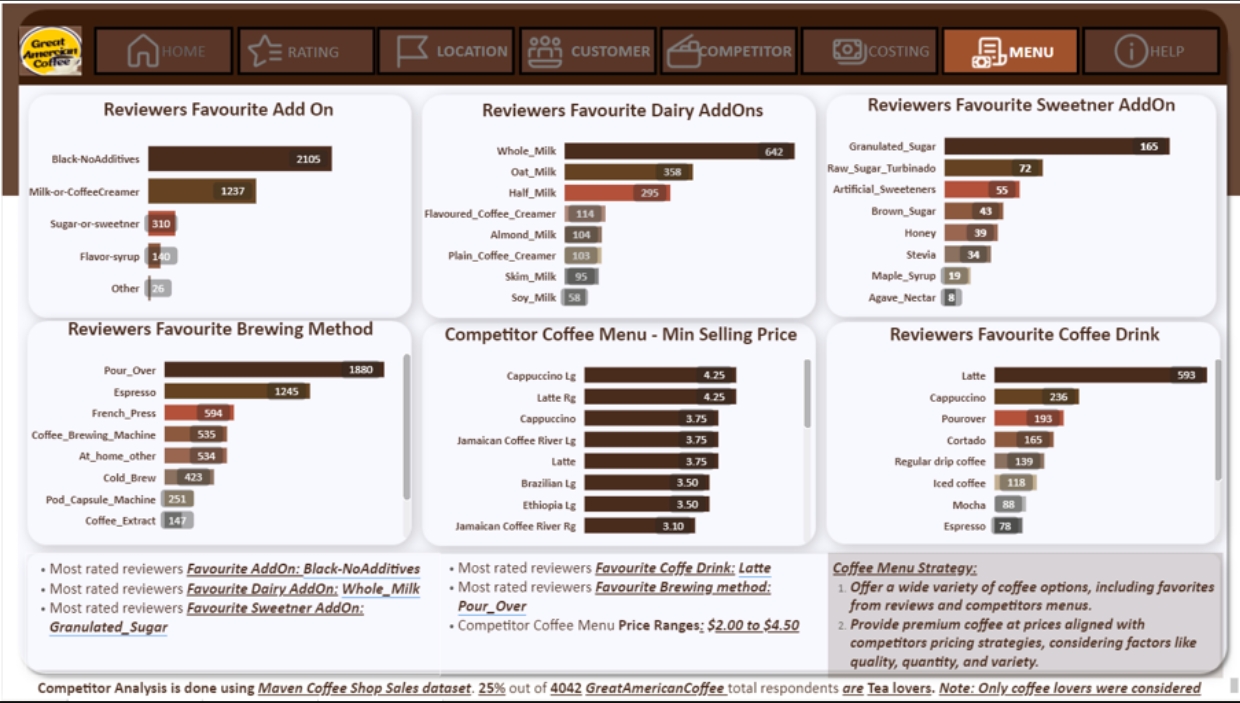 Great
Amercian
Coffee
HOME
RATING
LOCATION
CUSTOMER
COMPETITOR
COSTING
MENU
HELP
Reviewers Favourite Add On
Black-NoAdditives 2105
Milk-or-CoffeeCreamer 1237
Sugar-or-sweetner 310
Flavor-syrup 140
Other 26
Reviewers Favourite Dairy AddOns
Whole_Milk 642
Oat_Milk 358
Half_Milk 295
Flavoured_Coffee_Creamer 114
Almond_Milk 104
Plain_Coffee_Creamer 103
Skim_Milk 95
Soy_Milk 58
Reviewers Favourite Sweetner AddOn
Granulated_Sugar 165
Raw_Sugar_Turbinado 72
Artificial_Sweeteners 55
Brown_Sugar 43
Honey 39
Stevia 34
Maple_Syrup 19
Agave_Nectar 8
Reviewers Favourite Brewing Method
Pour_Over 1880
Espresso 1245
French_Press 594
Coffee_Brewing_Machine 535
At_home_other 534
Cold_Brew 423
Pod_Capsule_Machine 251
Coffee_Extract 147
Competitor Coffee Menu - Min Selling Price
Cappuccino Lg 4.25
Latte Rg 4.25
Cappuccino 3.75
Jamaican Coffee River Lg 3.75
Latte 3.75
Brazilian Lg 3.50
Ethiopia Lg 3.50
Jamaican Coffee River Rg 3.10
Reviewers Favourite Coffee Drink
Latte 593
Cappuccino 236
Pourover 193
Cortado 165
Regular drip coffee 139
Iced coffee 118
Mocha 88
Espresso 78
• Most rated reviewers Favourite AddOn: Black-NoAdditives
• Most rated reviewers Favourite Dairy AddOn: Whole_Milk
• Most rated reviewers Favourite Sweetner AddOn:
Granulated_Sugar
• Most rated reviewers Favourite Coffe Drink: Latte
• Most rated reviewers Favourite Brewing method:
Pour_Over
• Competitor Coffee Menu Price Ranges: $2.00 to $4.50
Coffee Menu Strategy:
1. Offer a wide variety of coffee options, including favorites
from reviews and competitors menus.
2. Provide premium coffee at prices aligned with
competitors pricing strategies, considering factors like
quality, quantity, and variety.
Competitor Analysis is done using Maven Coffee Shop Sales dataset. 25% out of 4042 GreatAmericanCoffee total respondents are Tea lovers. Note: Only coffee lovers were considered